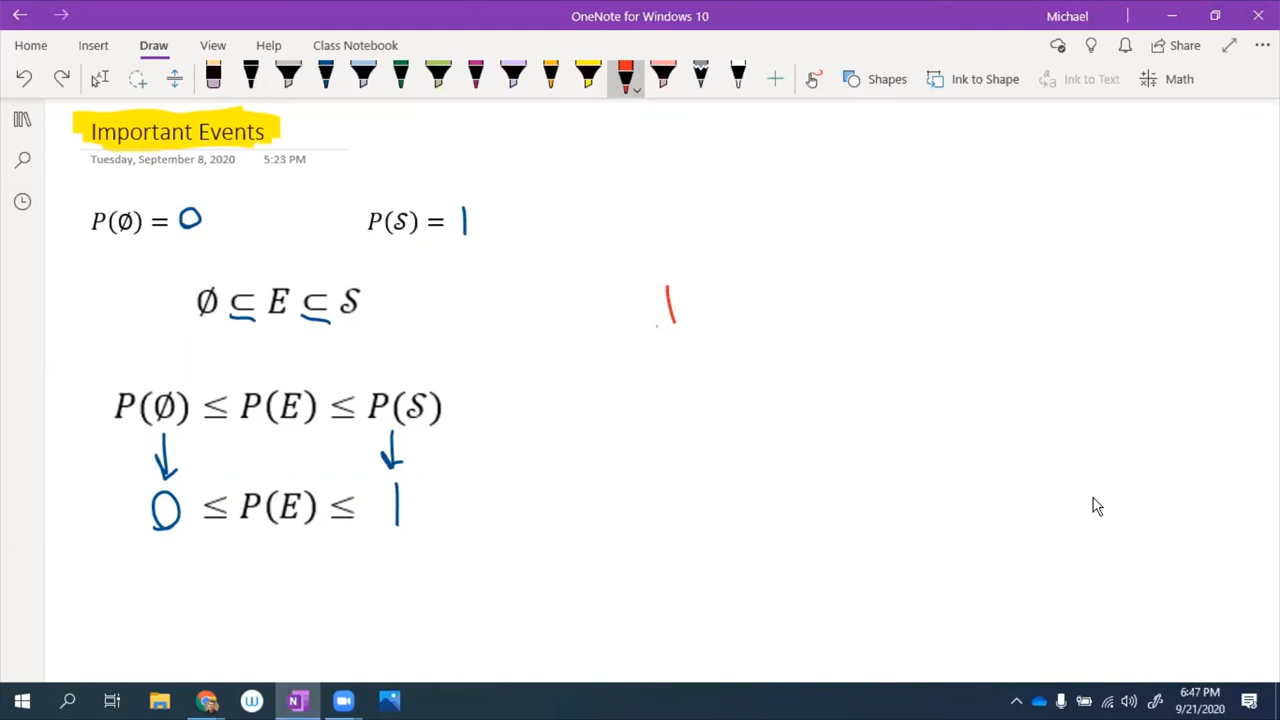 OneNote for Windows 10
Michael
Home Insert Draw View Help Class Notebook
Share
Shapes
Ink to Shape
Ink to Text
Math
Important Events
Tuesday, September 8, 2020 5:23 PM
P(∅) = 0 P(𝒮) = 1
∅ ⊆ E ⊆ 𝒮
P(∅) ≤ P(E) ≤ P(𝒮)
0 ≤ P(E) ≤ 1
6:47 PM
9/21/2020